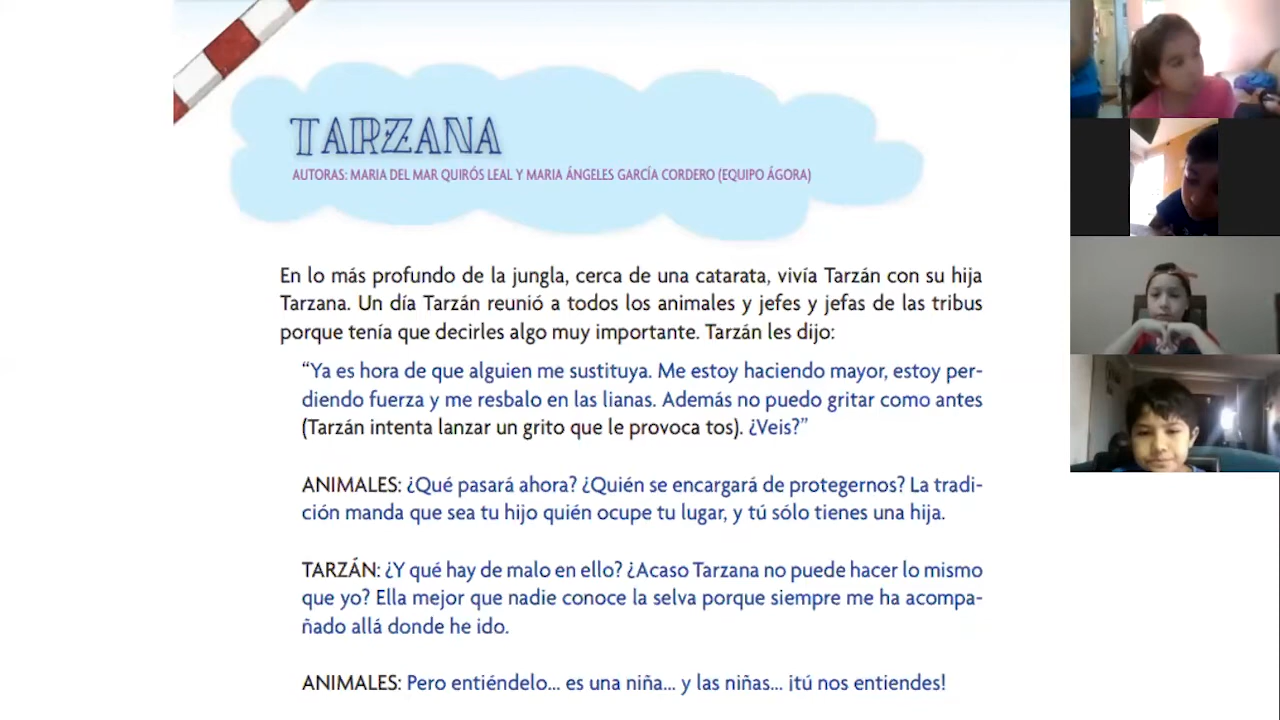 TARZANA
AUTORAS: MARIA DEL MAR QUIRÓS LEAL Y MARIA ÁNGELES GARCÍA CORDERO (EQUIPO ÁGORA)
En lo más profundo de la jungla, cerca de una catarata, vivía Tarzán con su hija
Tarzana. Un día Tarzán reunió a todos los animales y jefes y jefas de las tribus
porque tenía que decirles algo muy importante. Tarzán les dijo:
“Ya es hora de que alguien me sustituya. Me estoy haciendo mayor, estoy per-
diendo fuerza y me resbalo en las lianas. Además no puedo gritar como antes
(Tarzán intenta lanzar un grito que le provoca tos). ¿Veis?”
ANIMALES: ¿Qué pasará ahora? ¿Quién se encargará de protegernos? La tradi-
ción manda que sea tu hijo quién ocupe tu lugar, y tú sólo tienes una hija.
TARZÁN: ¿Y qué hay de malo en ello? ¿Acaso Tarzana no puede hacer lo mismo
que yo? Ella mejor que nadie conoce la selva porque siempre me ha acompa-
ñado allá donde he ido.
ANIMALES: Pero entiéndelo... es una niña... y las niñas... ¡tú nos entiendes!